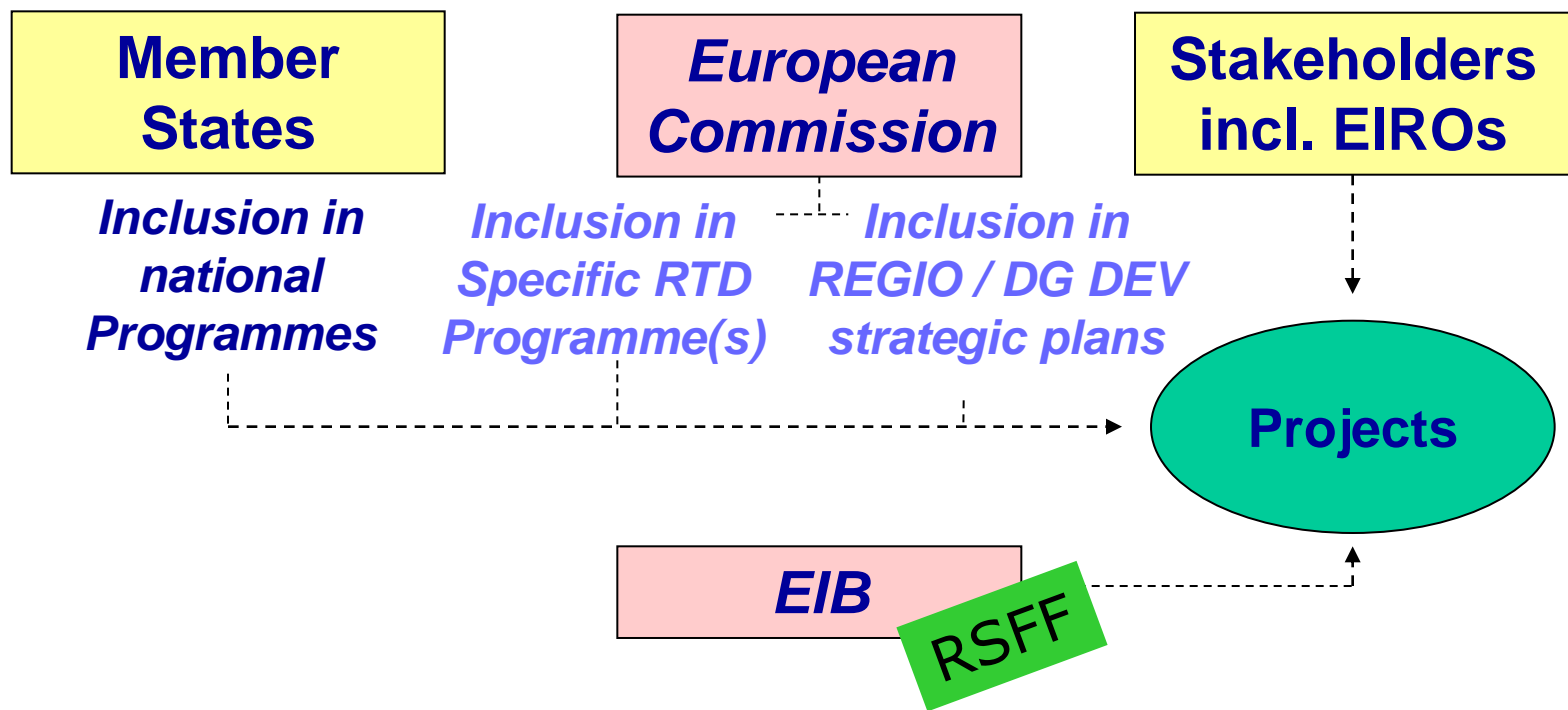 Member
States
European
Commission
Stakeholders
incl. EIROs
Inclusion in
national
Programmes
Inclusion in
Specific RTD
Programme(s)
Inclusion in
REGIO / DG DEV
strategic plans
Projects
EIB
RSFF